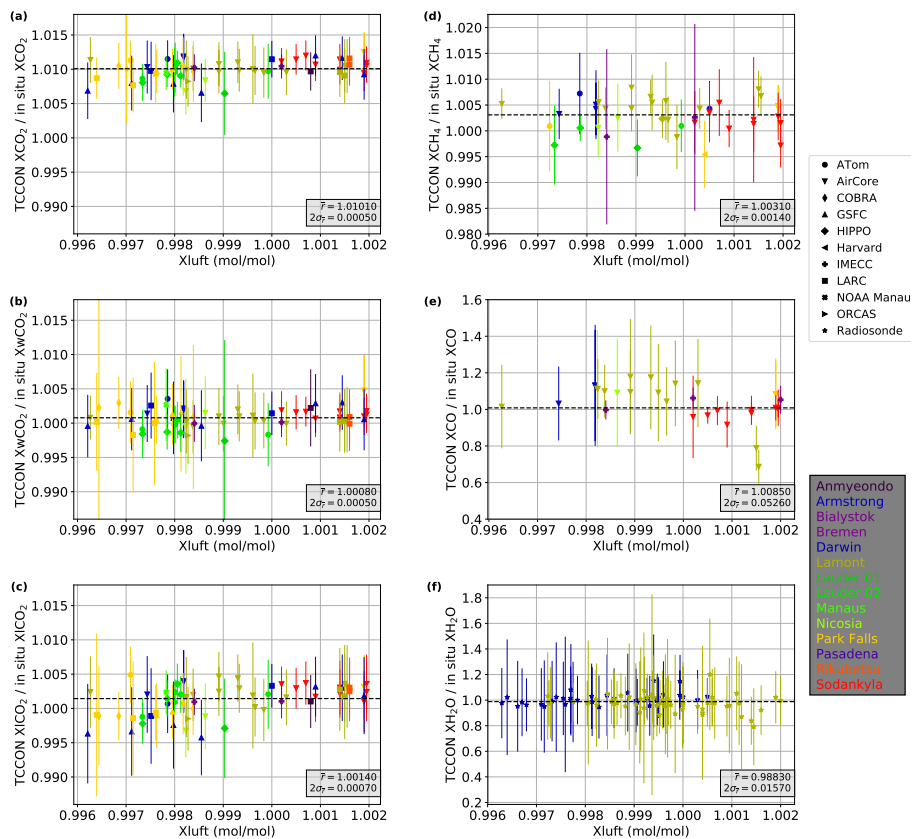 (a)
TCCON XCO2 / in situ XCO2
1.015
1.010
1.005
1.000
0.995
0.990
r̄ = 1.01010
2σr̄ = 0.00050
0.996 0.997 0.998 0.999 1.000 1.001 1.002
Xluft (mol/mol)
(b)
TCCON XwCO2 / in situ XwCO2
1.015
1.010
1.005
1.000
0.995
0.990
r̄ = 1.00080
2σr̄ = 0.00050
0.996 0.997 0.998 0.999 1.000 1.001 1.002
Xluft (mol/mol)
(c)
TCCON XlCO2 / in situ XlCO2
1.015
1.010
1.005
1.000
0.995
0.990
r̄ = 1.00140
2σr̄ = 0.00070
0.996 0.997 0.998 0.999 1.000 1.001 1.002
Xluft (mol/mol)
(d)
TCCON XCH4 / in situ XCH4
1.020
1.015
1.010
1.005
1.000
0.995
0.990
0.985
0.980
r̄ = 1.00310
2σr̄ = 0.00140
0.996 0.997 0.998 0.999 1.000 1.001 1.002
Xluft (mol/mol)
(e)
TCCON XCO / in situ XCO
1.6
1.4
1.2
1.0
0.8
0.6
0.4
r̄ = 1.00850
2σr̄ = 0.05260
0.996 0.997 0.998 0.999 1.000 1.001 1.002
Xluft (mol/mol)
(f)
TCCON XH2O / in situ XH2O
1.8
1.6
1.4
1.2
1.0
0.8
0.6
0.4
0.2
r̄ = 0.98830
2σr̄ = 0.01570
0.996 0.997 0.998 0.999 1.000 1.001 1.002
Xluft (mol/mol)
ATom
AirCore
COBRA
GSFC
HIPPO
Harvard
IMECC
LARC
NOAA Manau
ORCAS
Radiosonde
Anmyeondo
Armstrong
Bialystok
Bremen
Darwin
Lamont
Lauder 01
Lauder 02
Manaus
Nicosia
Park Falls
Pasadena
Rikubetsu
Sodankyla